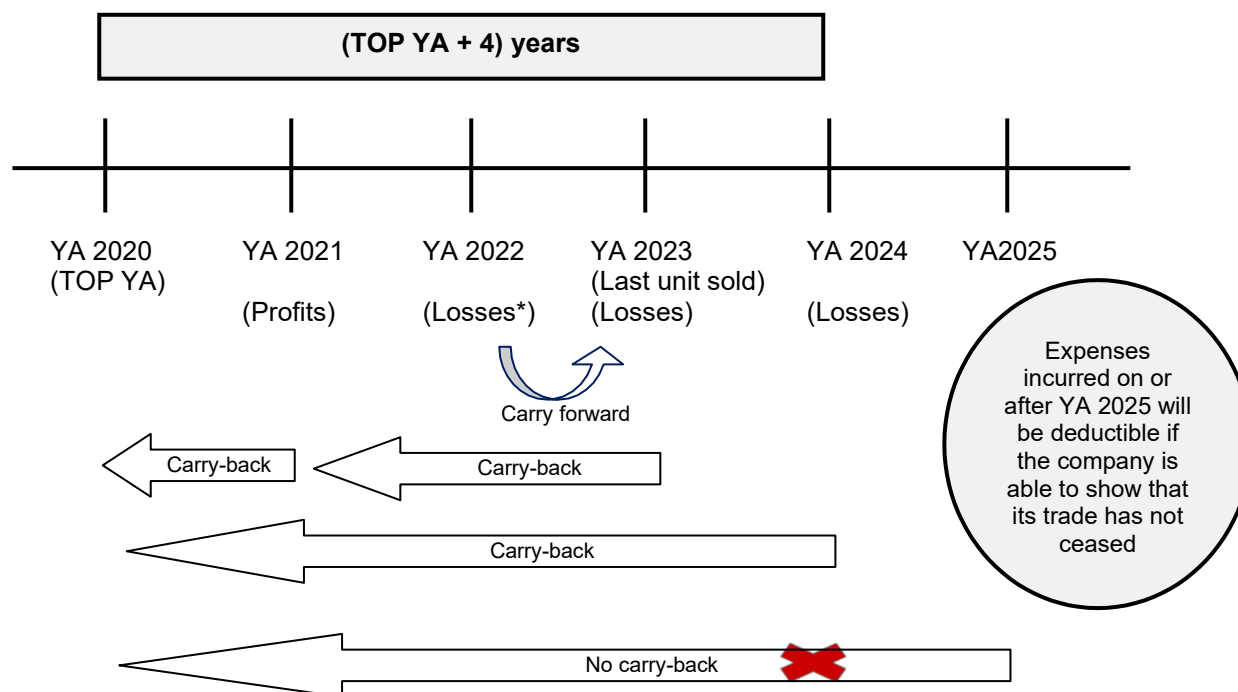 (TOP YA + 4) years
YA 2020
(TOP YA)
YA 2021
(Profits)
YA 2022
(Losses*)
YA 2023
(Last unit sold)
(Losses)
YA 2024
(Losses)
YA2025
Carry forward
Carry-back
Carry-back
Carry-back
No carry-back
Expenses
incurred on or
after YA 2025 will
be deductible if
the company is
able to show that
its trade has not
ceased